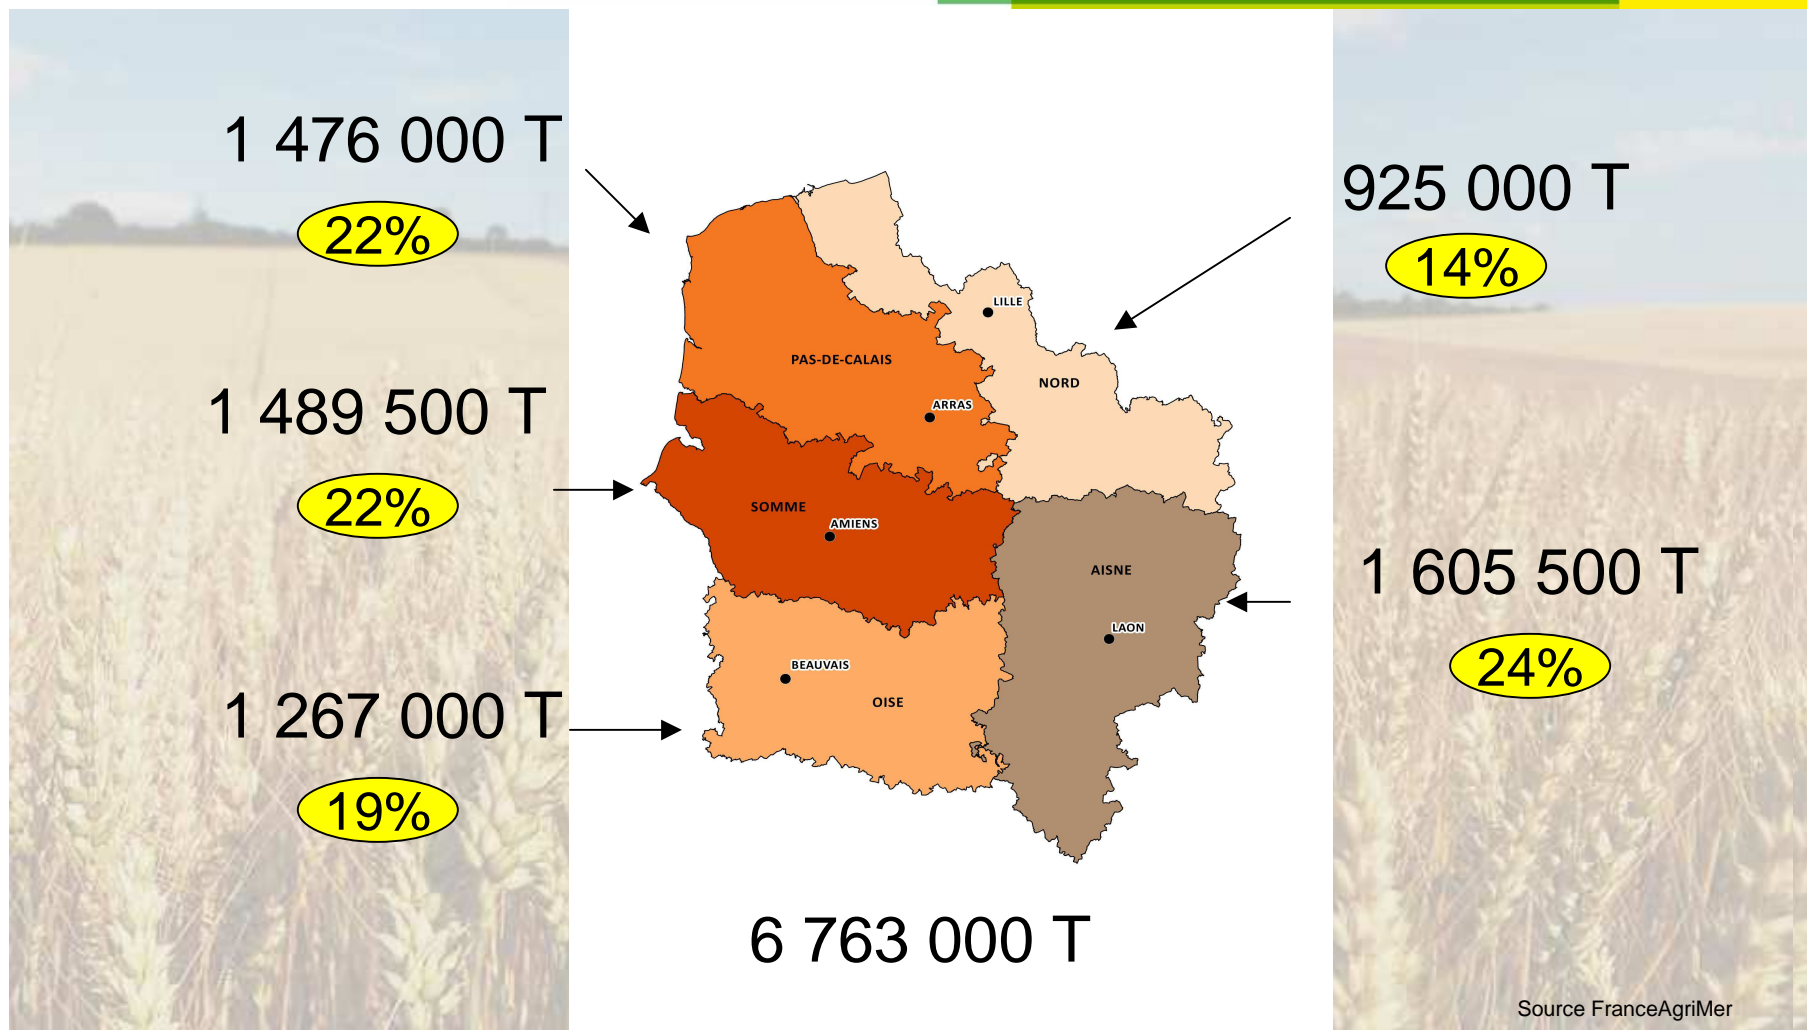 1 476 000 T
22%
925 000 T
14%
LILLE
PAS-DE-CALAIS
NORD
ARRAS
1 489 500 T
22%
SOMME
AMIENS
AISNE
1 605 500 T
24%
LAON
BEAUVAIS
OISE
1 267 000 T
19%
6 763 000 T
Source FranceAgriMer